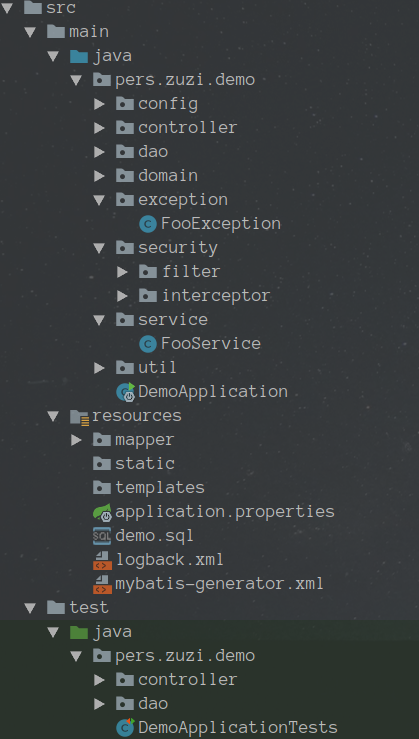 src
main
java
pers.zuzi.demo
config
controller
dao
domain
exception
C FooException
security
filter
interceptor
service
C FooService
util
DemoApplication
resources
mapper
static
templates
application.properties
SQL demo.sql
logback.xml
mybatis-generator.xml
test
java
pers.zuzi.demo
controller
dao
C DemoApplicationTests